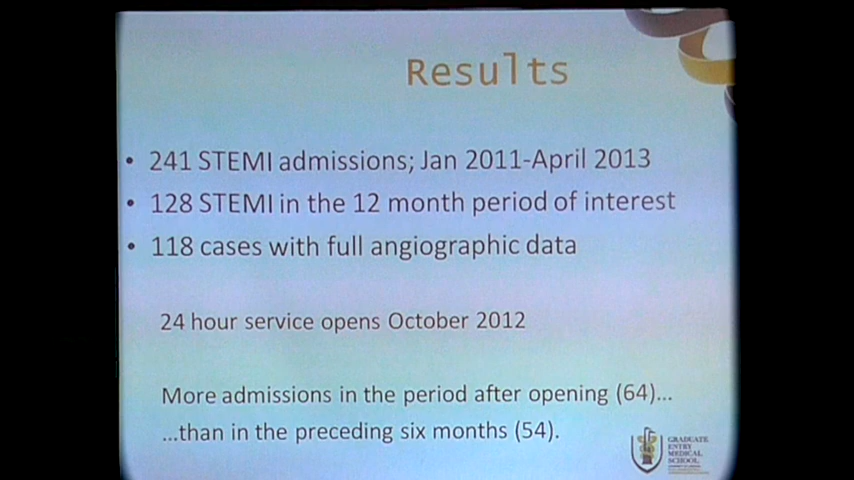 Results
• 241 STEMI admissions; Jan 2011-April 2013
• 128 STEMI in the 12 month period of interest
• 118 cases with full angiographic data
24 hour service opens October 2012
More admissions in the period after opening (64)...
...than in the preceding six months (54).
GRADUATE
ENTRY
MEDICAL
SCHOOL